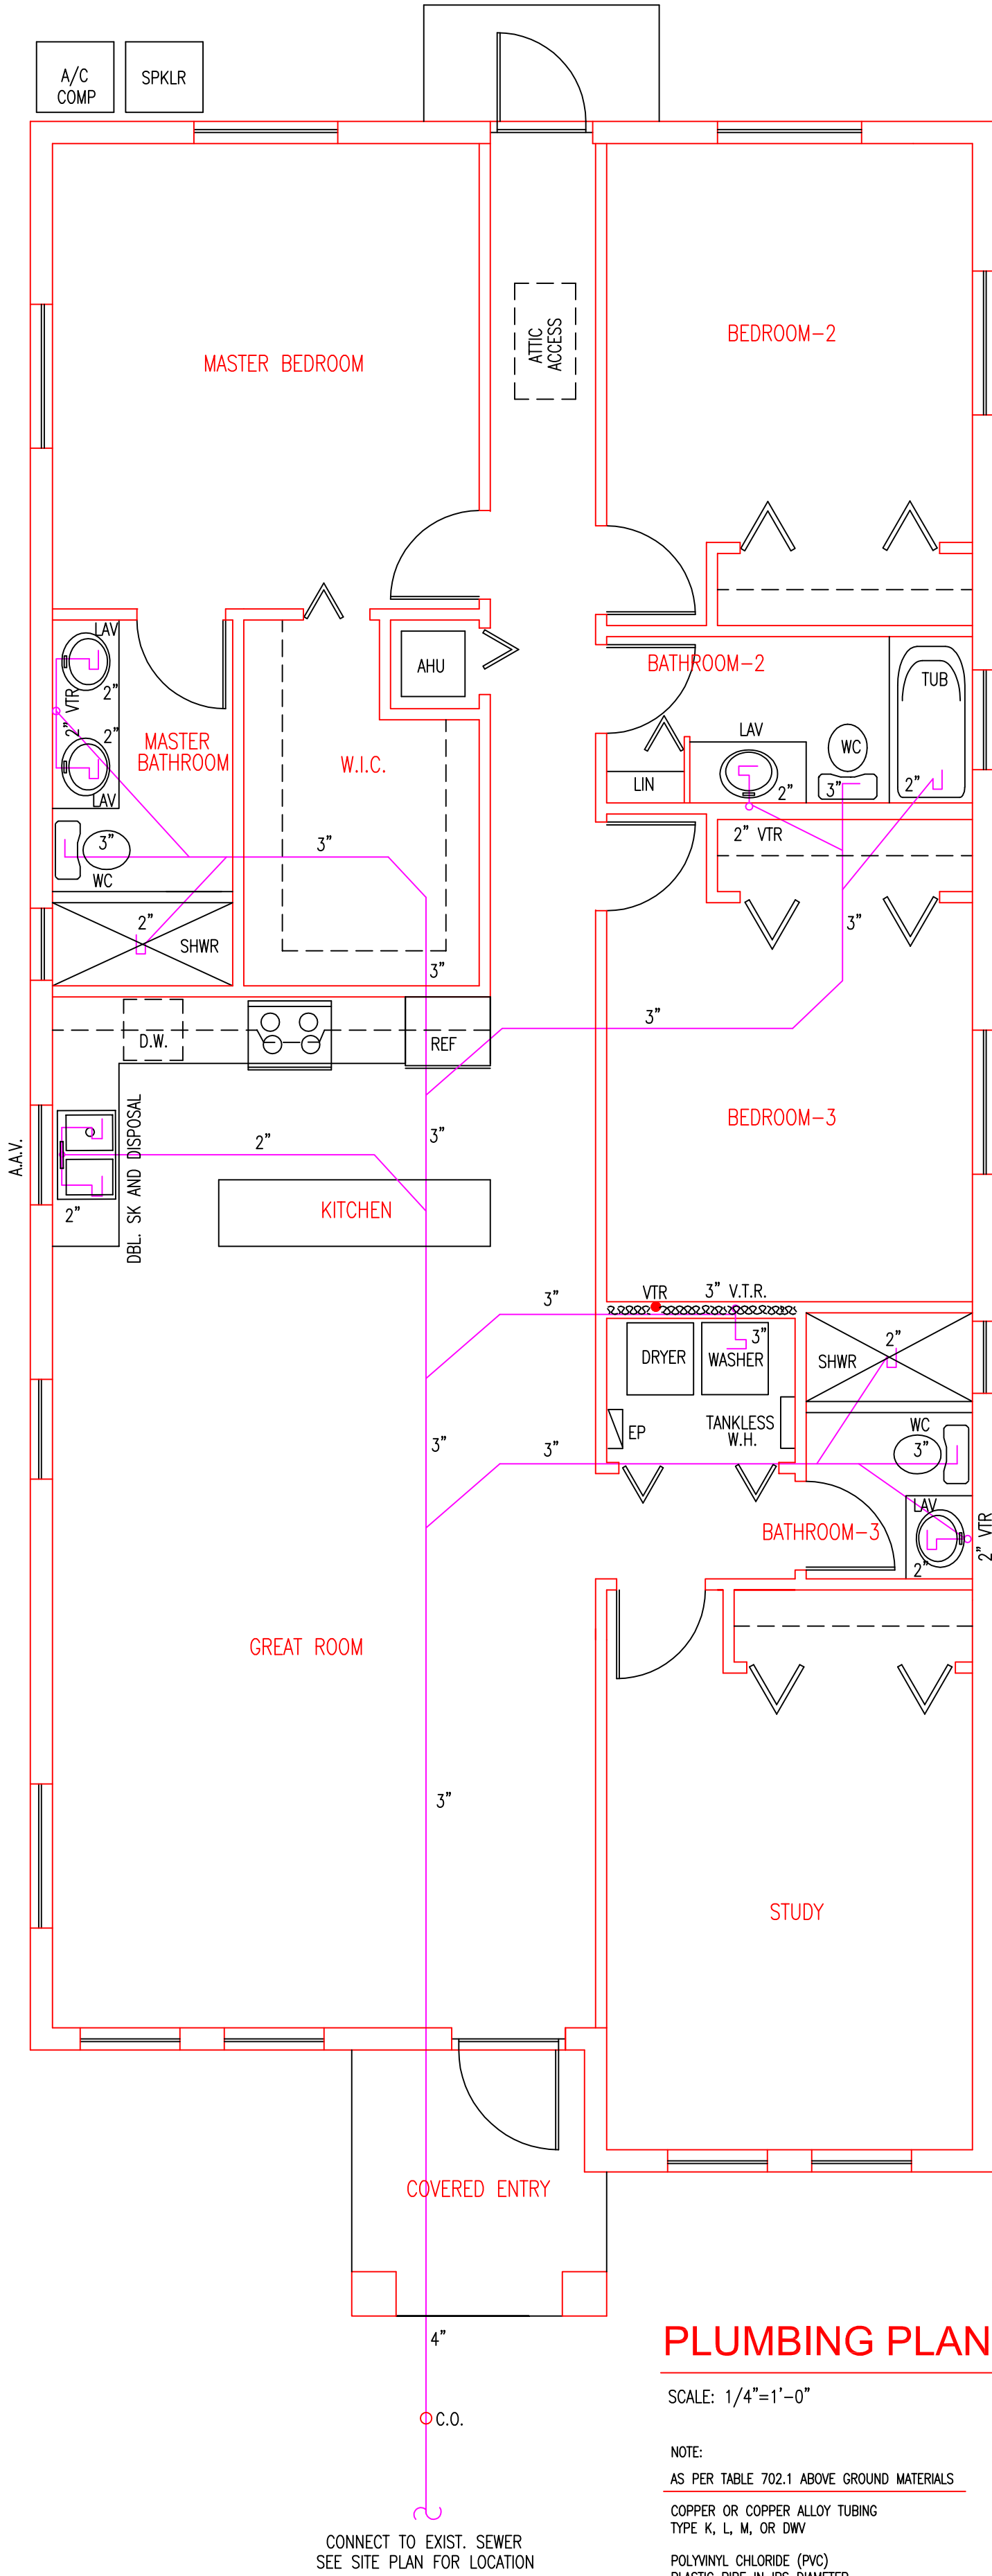 A/C
COMP
SPKLR
MASTER BEDROOM
ATTIC
ACCESS
BEDROOM-2
LAV
2"
2" VTR
2"
LAV
MASTER
BATHROOM
3"
WC
2"
SHWR
W.I.C.
AHU
3"
3"
BATHROOM-2
TUB
LAV
WC
LIN
2"
3"
2"
2" VTR
3"
3"
D.W.
REF
A.A.V.
DBL. SK AND DISPOSAL
2"
2"
3"
KITCHEN
BEDROOM-3
3"
VTR
3" V.T.R.
3"
DRYER
WASHER
SHWR
2"
EP
TANKLESS
W.H.
WC
3"
3"
3"
LAV
2"
2" VTR
BATHROOM-3
GREAT ROOM
3"
STUDY
COVERED ENTRY
4"
C.O.
CONNECT TO EXIST. SEWER
SEE SITE PLAN FOR LOCATION
PLUMBING PLAN
SCALE: 1/4"=1'-0"
NOTE:
AS PER TABLE 702.1 ABOVE GROUND MATERIALS
COPPER OR COPPER ALLOY TUBING
TYPE K, L, M, OR DWV
POLYVINYL CHLORIDE (PVC)
PLASTIC PIPE IN IPS DIAMETER